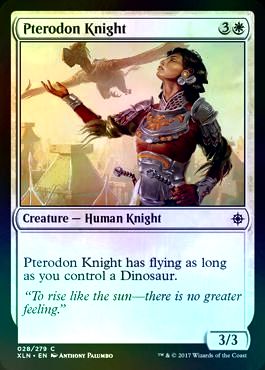 Pterodon Knight 3
Creature — Human Knight
Pterodon Knight has flying as long
as you control a Dinosaur.
"To rise like the sun—there is no greater
feeling."
3/3
028/279 C
XLN • EN Anthony Palumbo ™ & © 2017 Wizards of the Coast